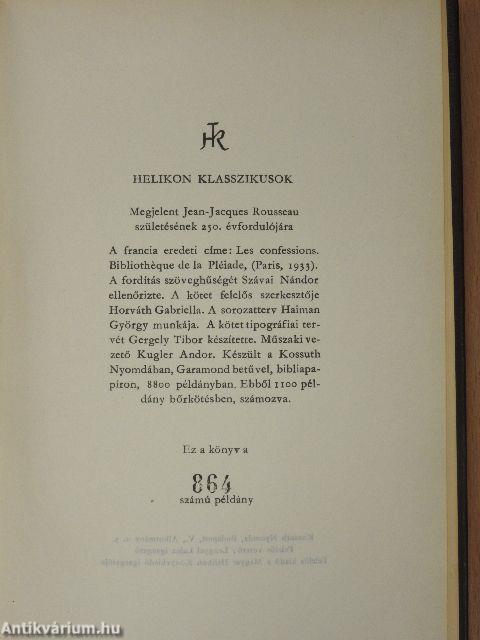 HTK
HELIKON KLASSZIKUSOK
Megjelent Jean-Jacques Rousseau
születésének 250. évfordulójára
A francia eredeti címe: Les confessions.
Bibliothèque de la Pléiade, (Paris, 1933).
A fordítás szöveghűségét Szávai Nándor
ellenőrizte. A kötet felelős szerkesztője
Horváth Gabriella. A sorozatterv Haiman
György munkája. A kötet tipográfiai ter-
vét Gergely Tibor készítette. Műszaki ve-
zető Kugler Andor. Készült a Kossuth
Nyomdában, Garamond betűvel, bibliapa-
píron, 8800 példányban. Ebből 1100 pél-
dány bőrkötésben, számozva.
Ez a könyv a
864
számú példány
Antikvárium.hu